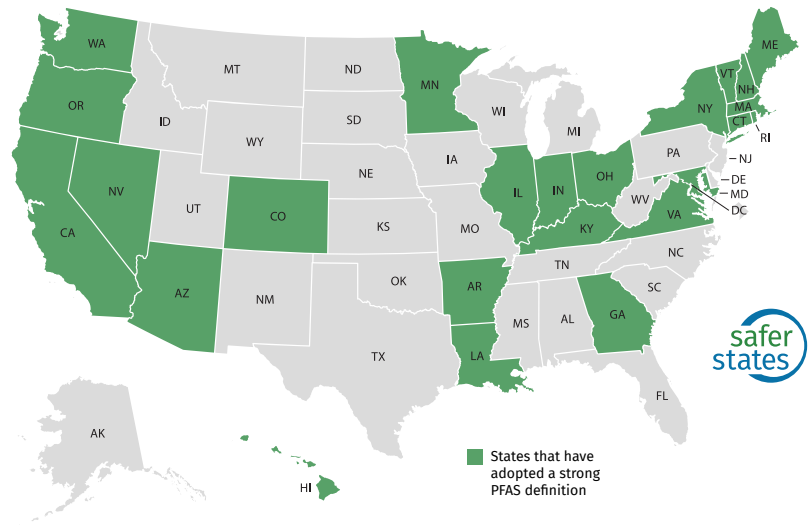 WA
MT
ND
MN
ME
VT
NH
OR
ID
SD
WI
MI
NY
MA
CT
RI
WY
IA
PA
NJ
NE
NV
UT
CO
IL
IN
OH
WV
DE
MD
DC
VA
CA
KS
MO
KY
AZ
NM
OK
AR
TN
NC
SC
TX
LA
MS
AL
GA
FL
safer
states
AK
HI
States that have
adopted a strong
PFAS definition